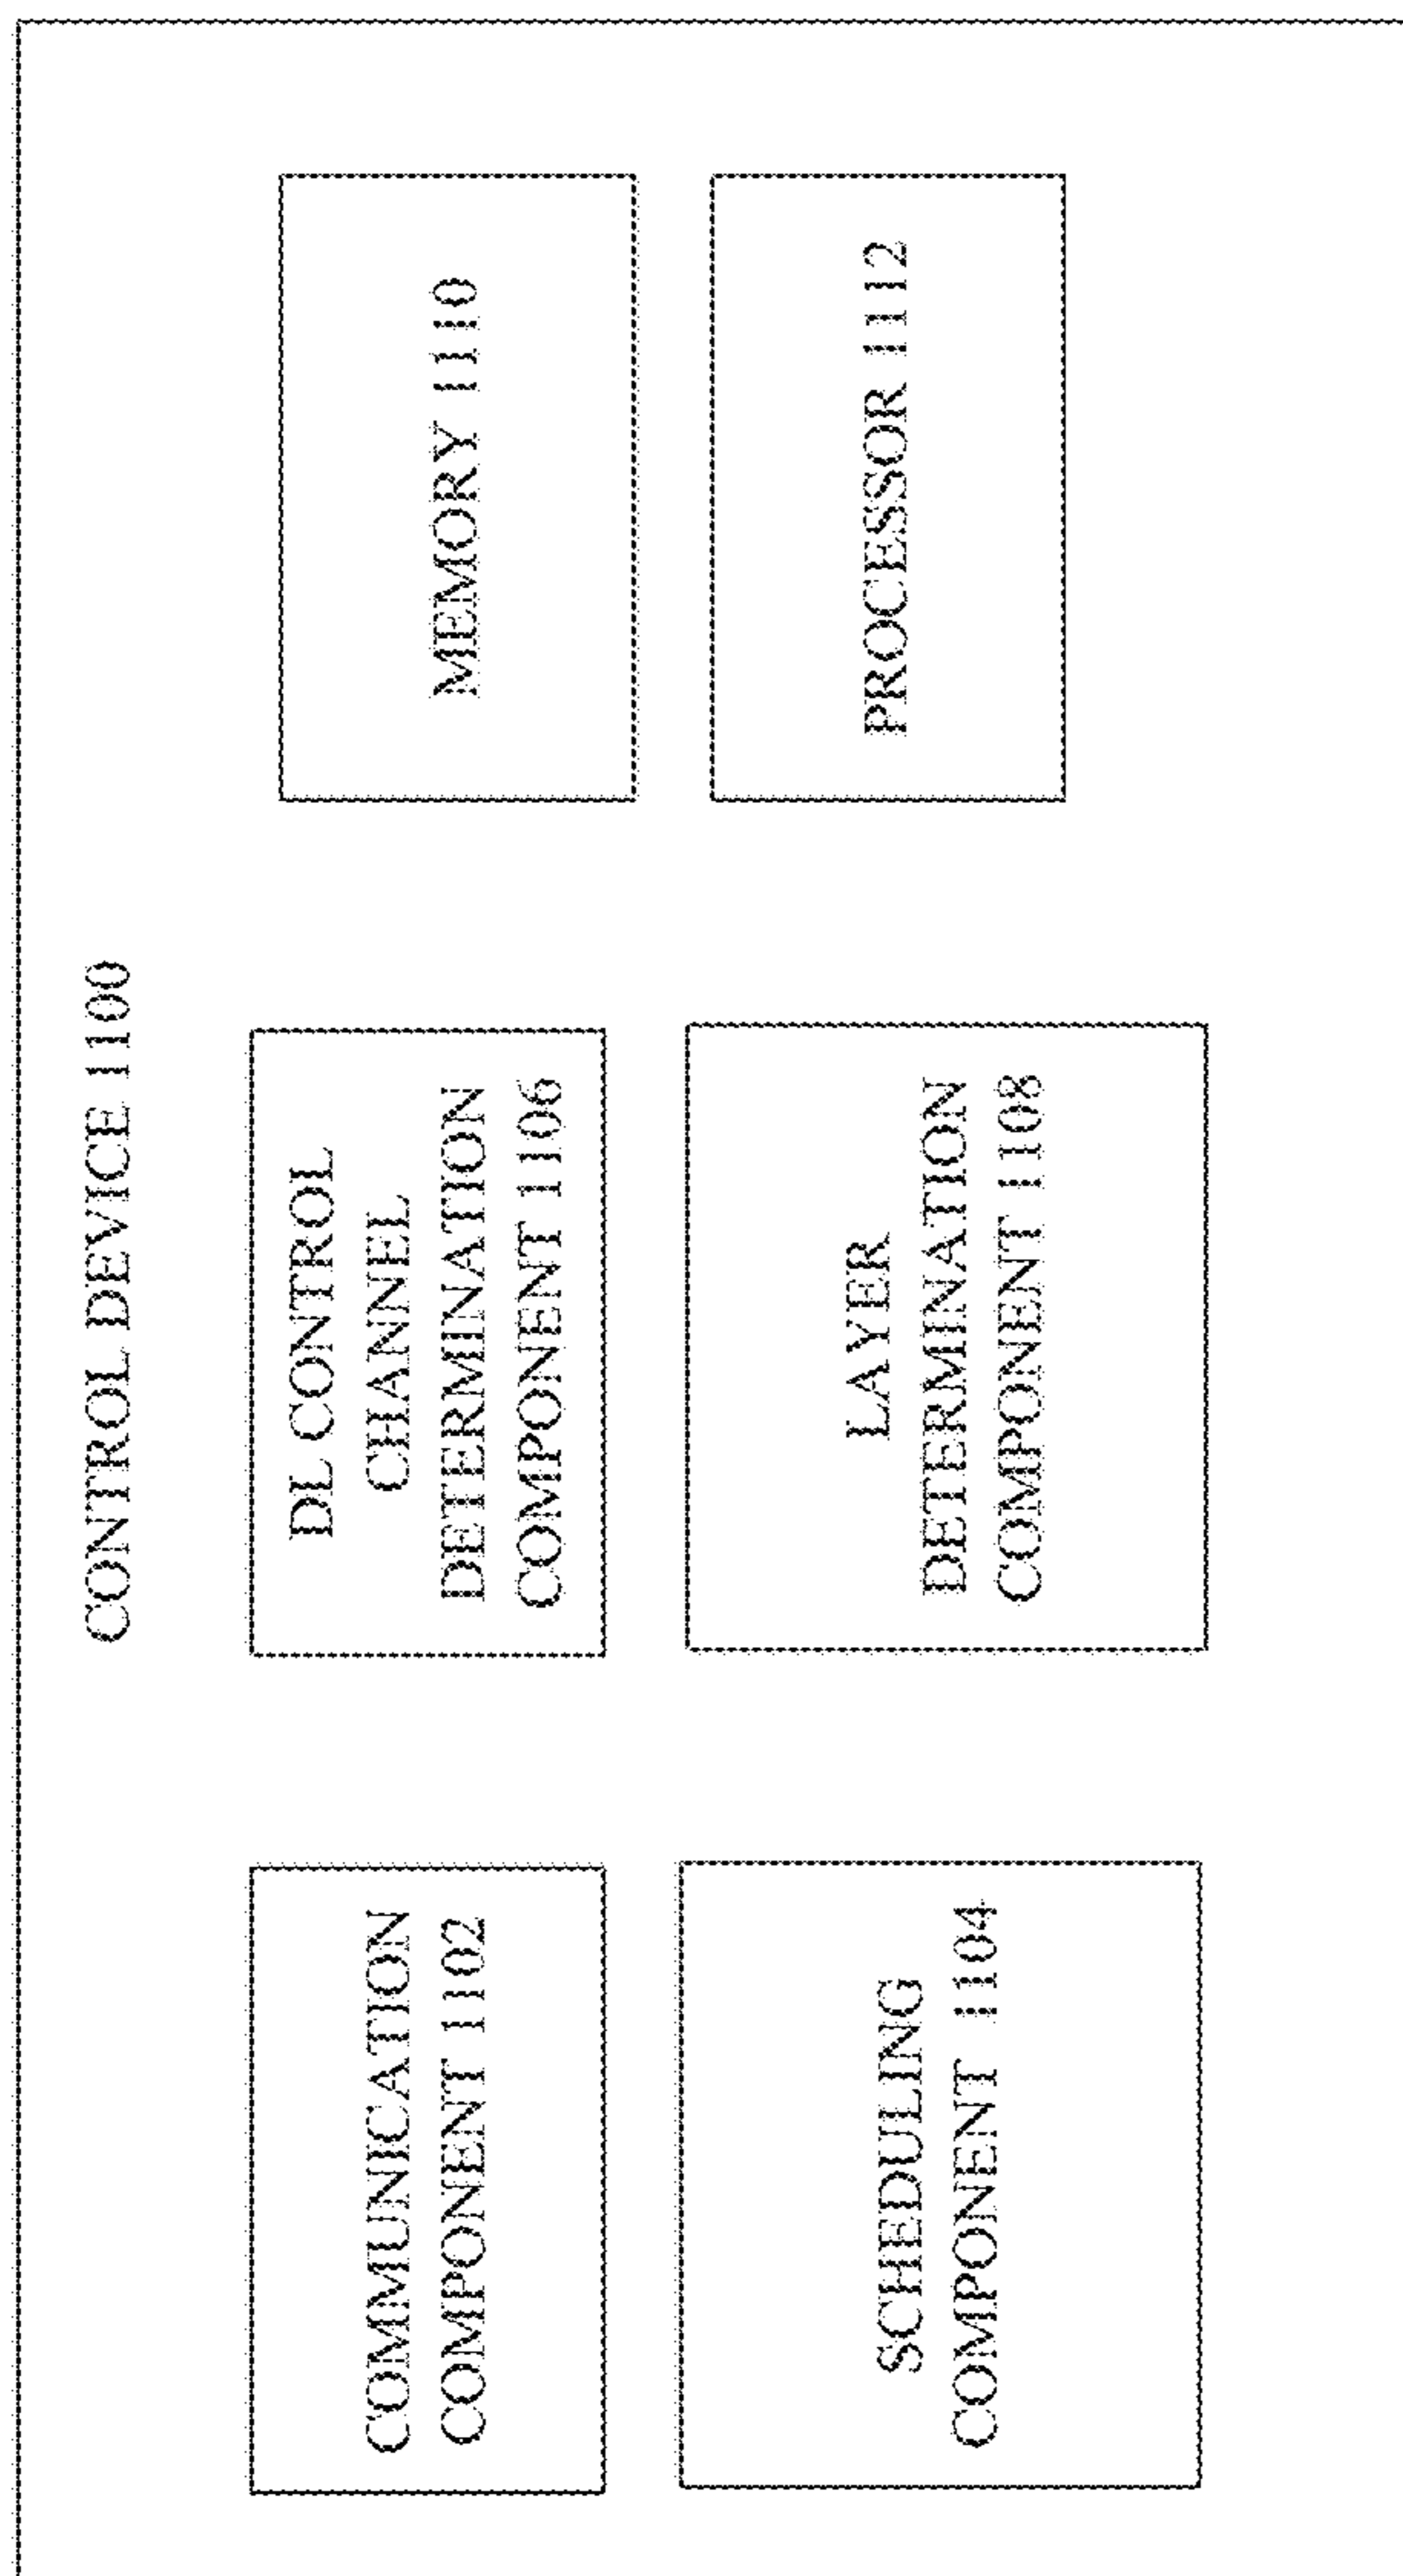 CONTROL DEVICE 1100
COMMUNICATION
COMPONENT 1102
DL CONTROL
CHANNEL
DETERMINATION
COMPONENT 1106
MEMORY 1110
SCHEDULING
COMPONENT 1104
LAYER
DETERMINATION
COMPONENT 1108
PROCESSOR 1112